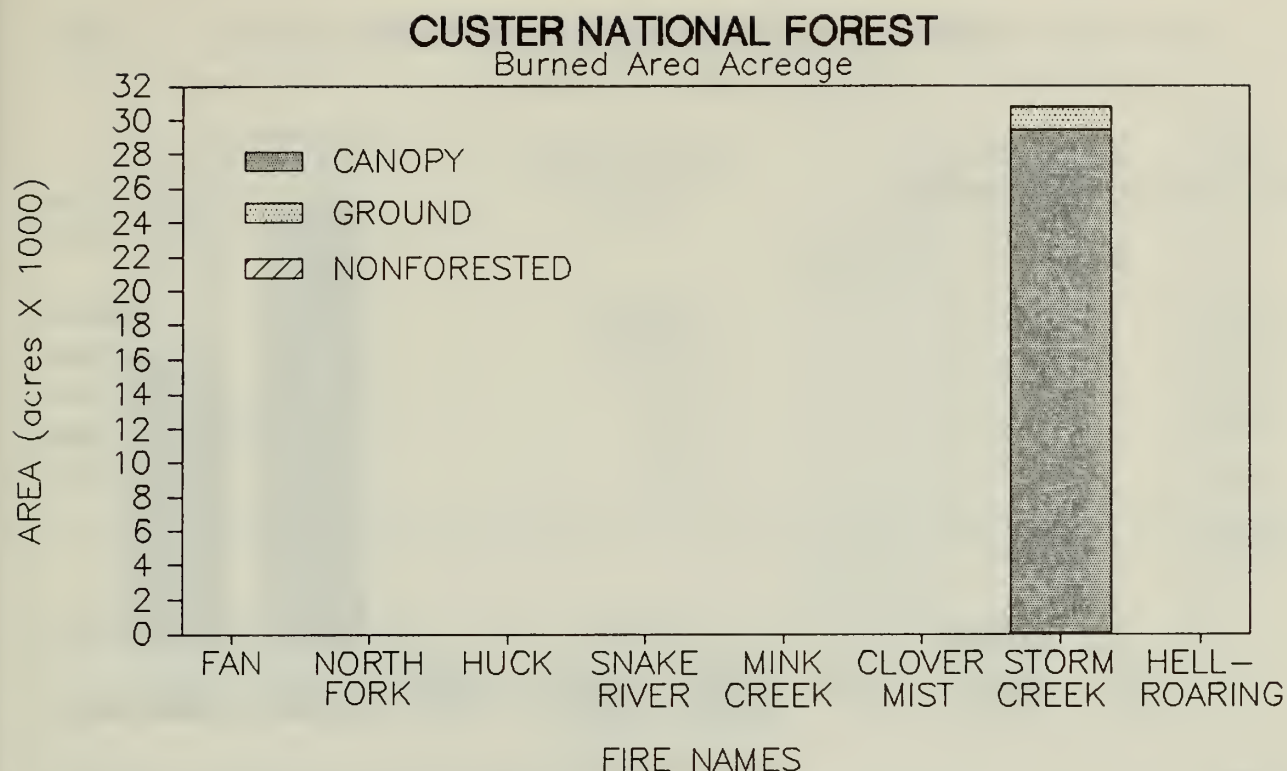 CUSTER NATIONAL FOREST
Burned Area Acreage
32
30
28
26
24
22
20
18
16
14
12
10
8
6
4
2
0
AREA (acres X 1000)
CANOPY
GROUND
NONFORESTED
FAN
NORTH FORK
HUCK
SNAKE RIVER
MINK CREEK
CLOVER MIST
STORM CREEK
HELL-
ROARING
FIRE NAMES